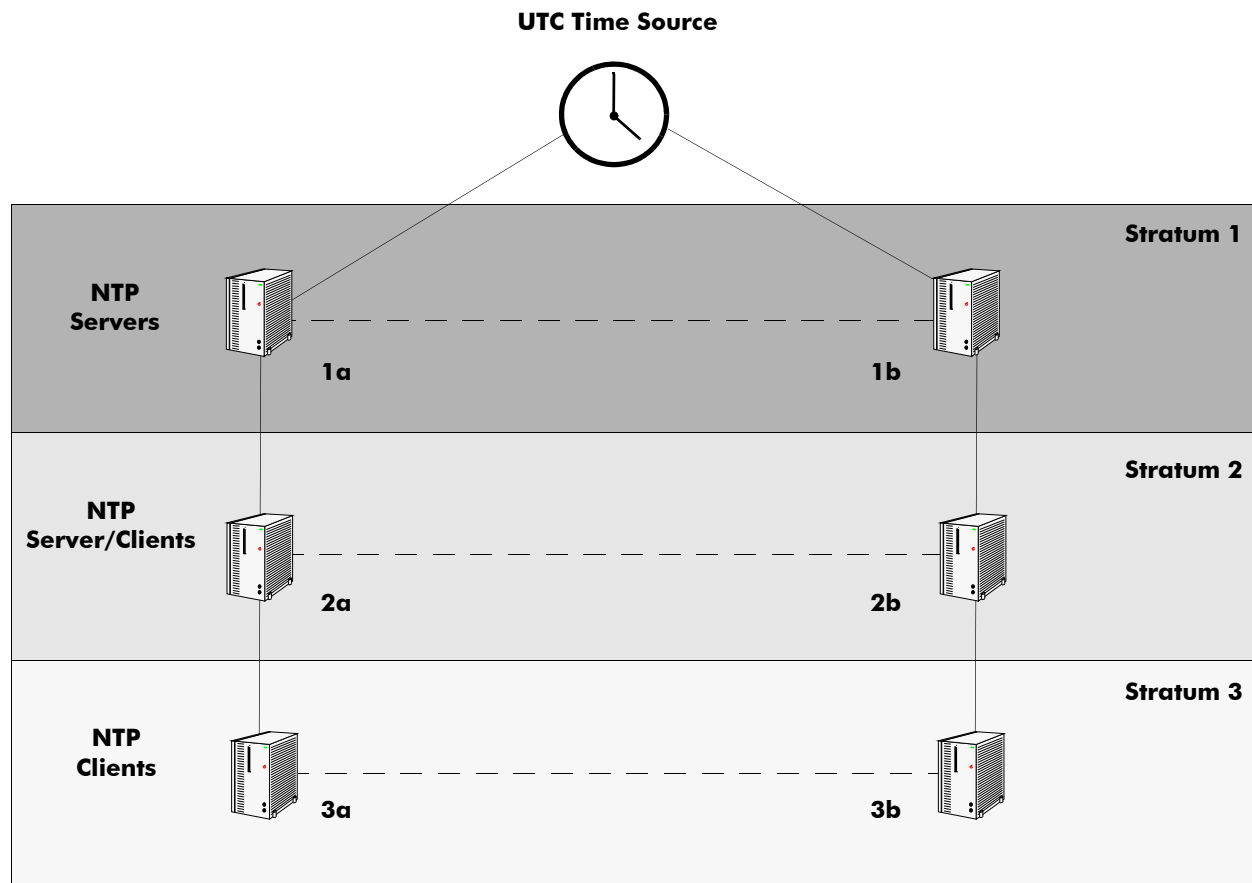 UTC Time Source
Stratum 1
NTP
Servers
1a
1b
Stratum 2
NTP
Server/Clients
2a
2b
Stratum 3
NTP
Clients
3a
3b